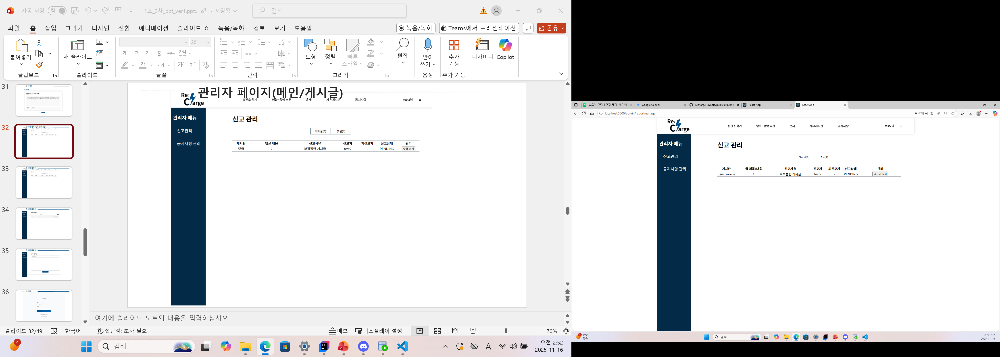 자동 저장 켬 1조_2차_ppt_ver1.pptx • 저장됨 검색
파일 홈 삽입 그리기 디자인 전환 애니메이션 슬라이드 쇼 녹음/녹화 검토 보기 도움말 녹음/녹화 Teams에서 프레젠테이션 공유
붙여넣기 새 슬라이드 28 도형 정렬 빠른 스타일 편집 받아쓰기 추가 기능 디자이너 Copilot
클립보드 슬라이드 글꼴 단락 그리기 음성 추가 기능
31
32
33
34
35
36
관리자 페이지(메인/게시글)
Re:
C arge
충전소 찾기 영화·음악 추천 운세 자유게시판 공지사항 test2님
관리자 메뉴
신고관리
공지사항 관리
신고 관리
게시글(0) 댓글(1)
게시판 댓글 내용 신고사유 신고자 피신고자 신고상태 관리
댓글 2 부적절한 게시글 test2 - PENDING 댓글 정지
여기에 슬라이드 노트의 내용을 입력하십시오
슬라이드 32/49 한국어 접근성: 조사 필요 메모 디스플레이 설정 70%
4 검색 A 오전 2:52
2025-11-16
노트북 인터넷연결 끊김 : 네이버 Google Gemini recharge-lovable/public at junho React App React App
localhost:3000/admin/reportmanage 요약해 줘
Re:
C arge
충전소 찾기 영화·음악 추천 운세 자유게시판 공지사항 test2님
관리자 메뉴
신고관리
공지사항 관리
신고 관리
게시글(1) 댓글(1)
게시판 글 제목/내용 신고사유 신고자 피신고자 신고상태 관리
user_movie 1 부적절한 게시글 test2 - PENDING 글쓰기 정지
4 16°C 검색 오전 2:52
맑음 2025-11-16